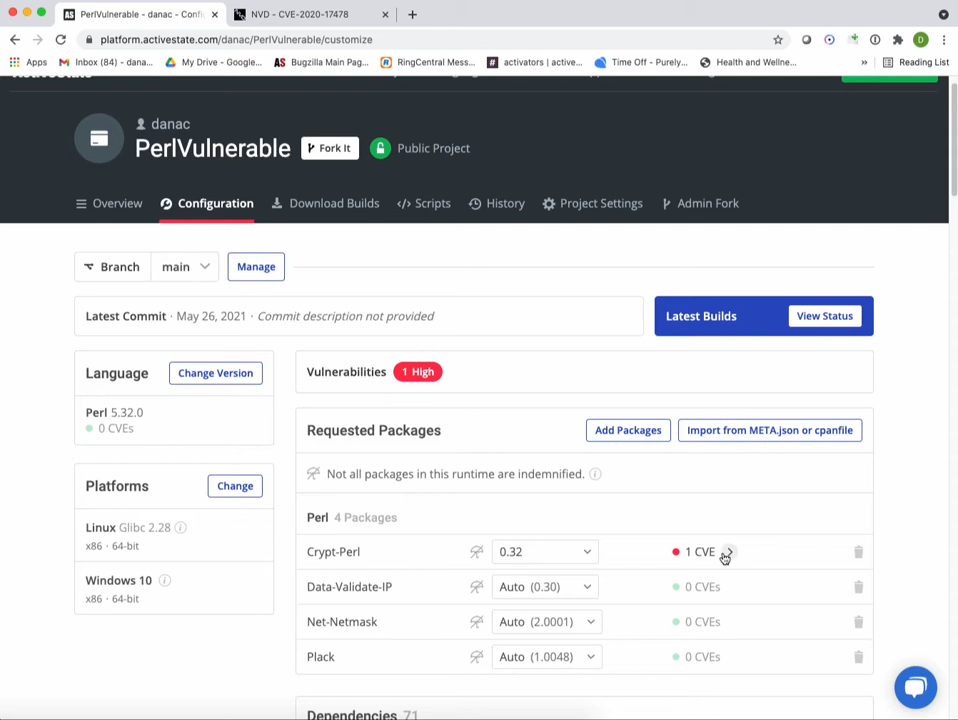 PerlVulnerable - danac - Confi
NVD - CVE-2020-17478
platform.activestate.com/danac/PerlVulnerable/customize
Apps
Inbox (84) - dana...
My Drive - Google...
Bugzilla Main Pag...
RingCentral Mess...
activators | active...
Time Off - Purely...
Health and Wellne...
»
Reading List
danac
PerlVulnerable
Fork It
Public Project
Overview
Configuration
Download Builds
Scripts
History
Project Settings
Admin Fork
Branch
main
Manage
Latest Commit · May 26, 2021 · Commit description not provided
Latest Builds
View Status
Language
Change Version
Perl 5.32.0
0 CVEs
Platforms
Change
Linux Glibc 2.28
x86 · 64-bit
Windows 10
x86 · 64-bit
Vulnerabilities
1 High
Requested Packages
Add Packages
Import from META.json or cpanfile
Not all packages in this runtime are indemnified.
Perl 4 Packages
Crypt-Perl 0.32 1 CVE
Data-Validate-IP Auto (0.30) 0 CVEs
Net-Netmask Auto (2.0001) 0 CVEs
Plack Auto (1.0048) 0 CVEs
Dependencies 71